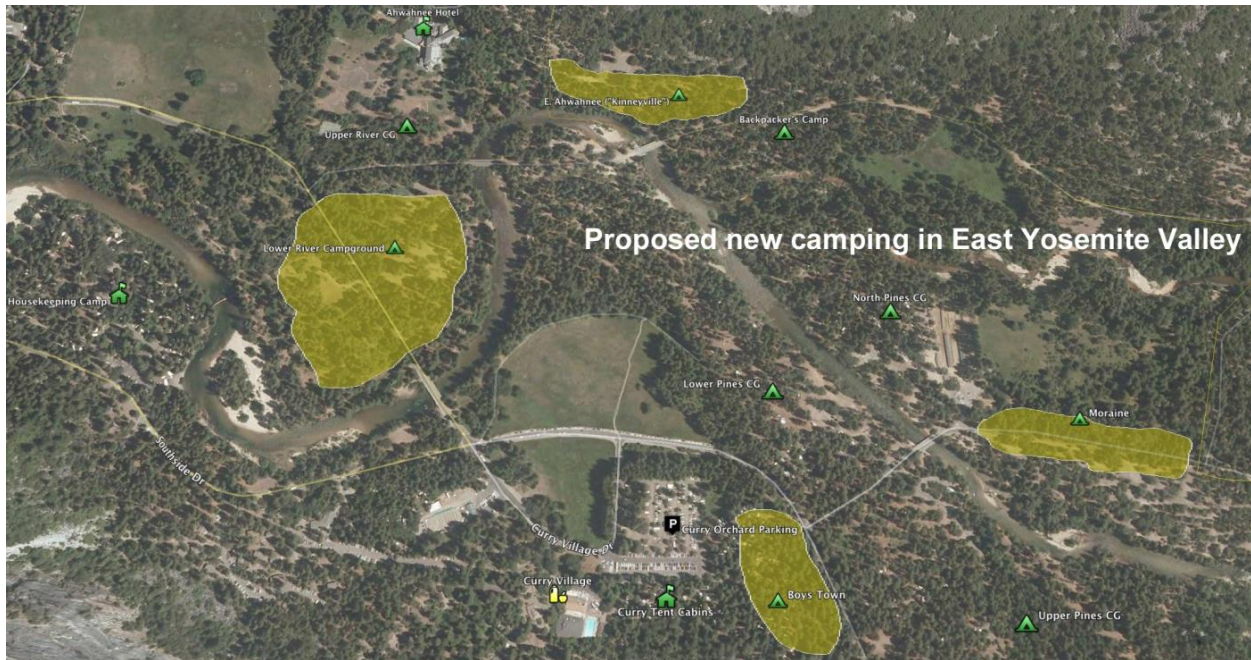 Ahwahnee Hotel
E. Ahwahnee ("Kinneyville")
Backpacker's Camp
Upper River CG
Lower River Campground
Proposed new camping in East Yosemite Valley
Housekeeping Camp
North Pines CG
Lower Pines CG
Moraine
Southside Dr
P
Curry Orchard Parking
Curry Village Dr
Curry Village
Curry Tent Cabins
Boys Town
Upper Pines CG